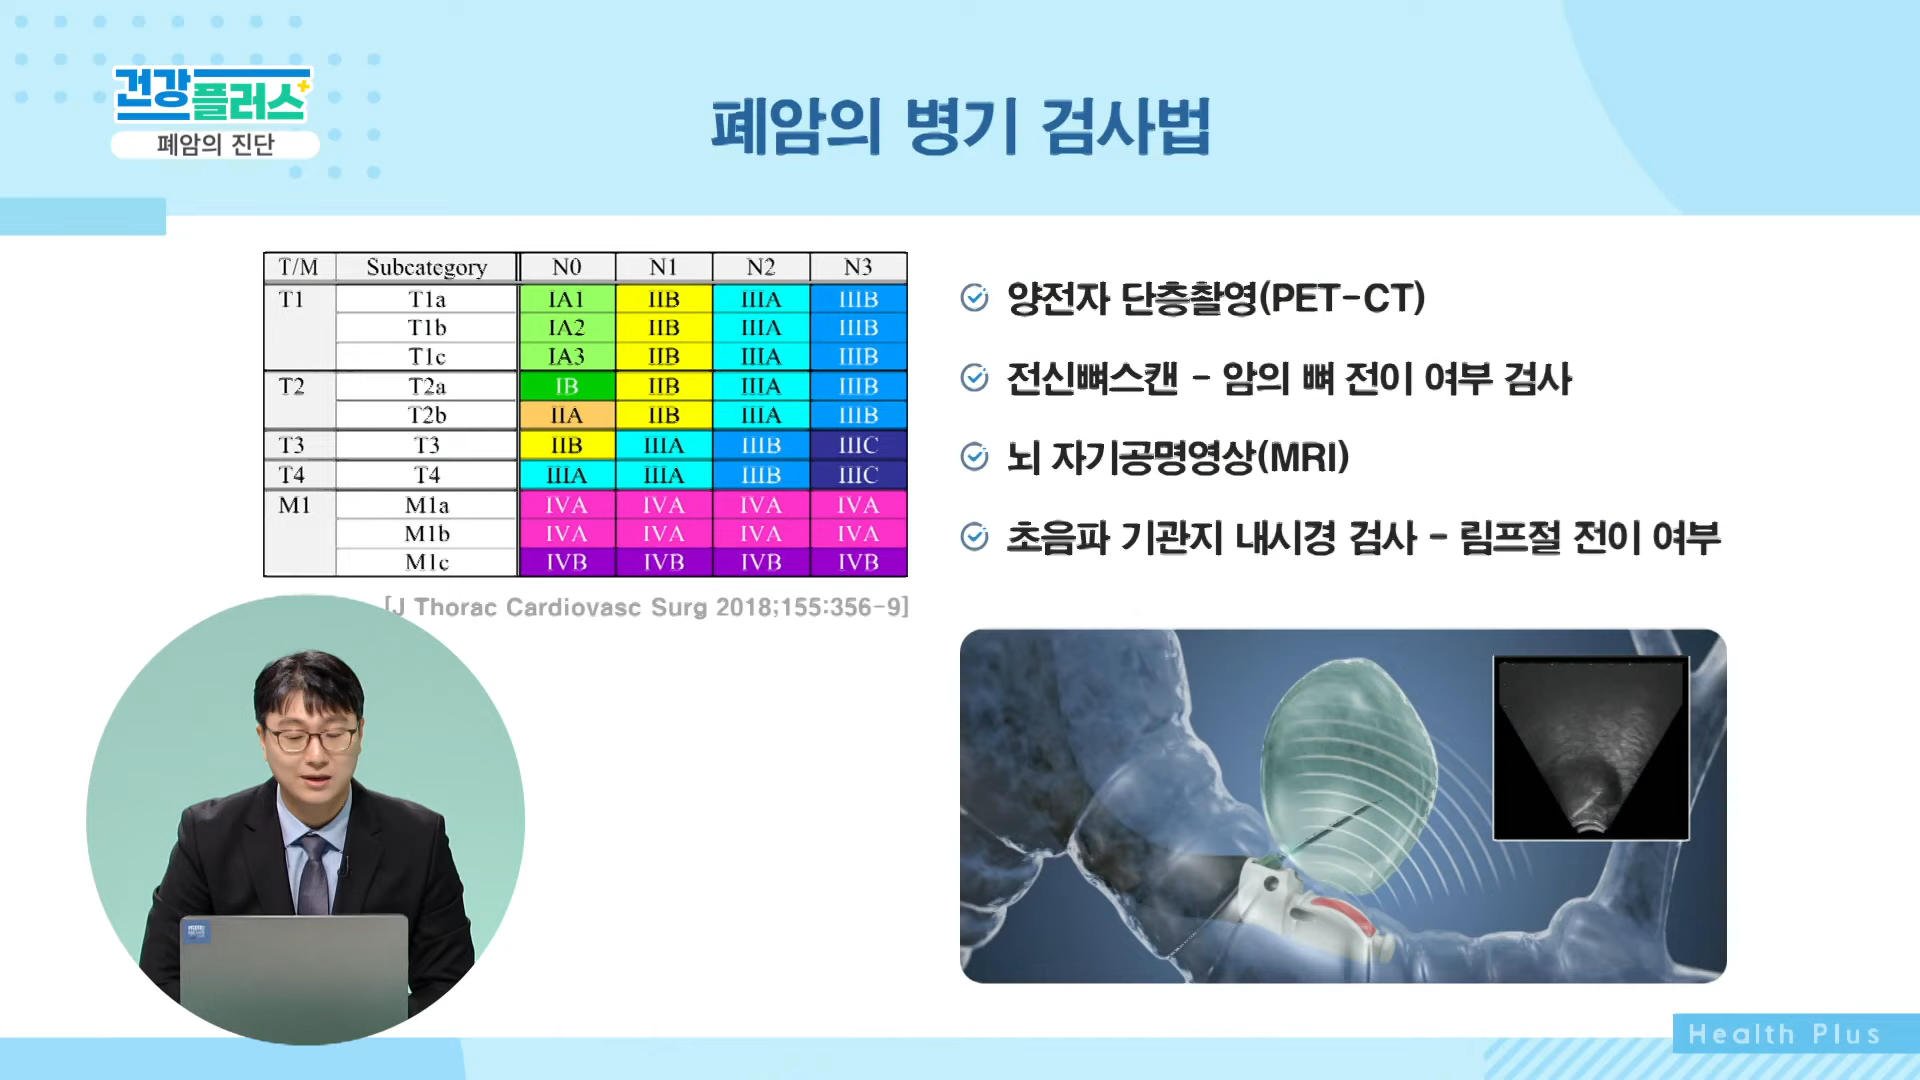 건강플러스
폐암의 진단
폐암의 병기 검사법
T/M Subcategory N0 N1 N2 N3
T1 T1a IA1 IIB IIIA IIIB
T1b IA2 IIB IIIA IIIB
T1c IA3 IIB IIIA IIIB
T2 T2a IB IIB IIIA IIIB
T2b IIA IIB IIIA IIIB
T3 T3 IIB IIIA IIIB IIIC
T4 T4 IIIA IIIA IIIB IIIC
M1 M1a IVA IVA IVA IVA
M1b IVA IVA IVA IVA
M1c IVB IVB IVB IVB
[J Thorac Cardiovasc Surg 2018;155:356-9]
양전자 단층촬영(PET-CT)
전신뼈스캔 - 암의 뼈 전이 여부 검사
뇌 자기공명영상(MRI)
초음파 기관지 내시경 검사 - 림프절 전이 여부
Health Plus